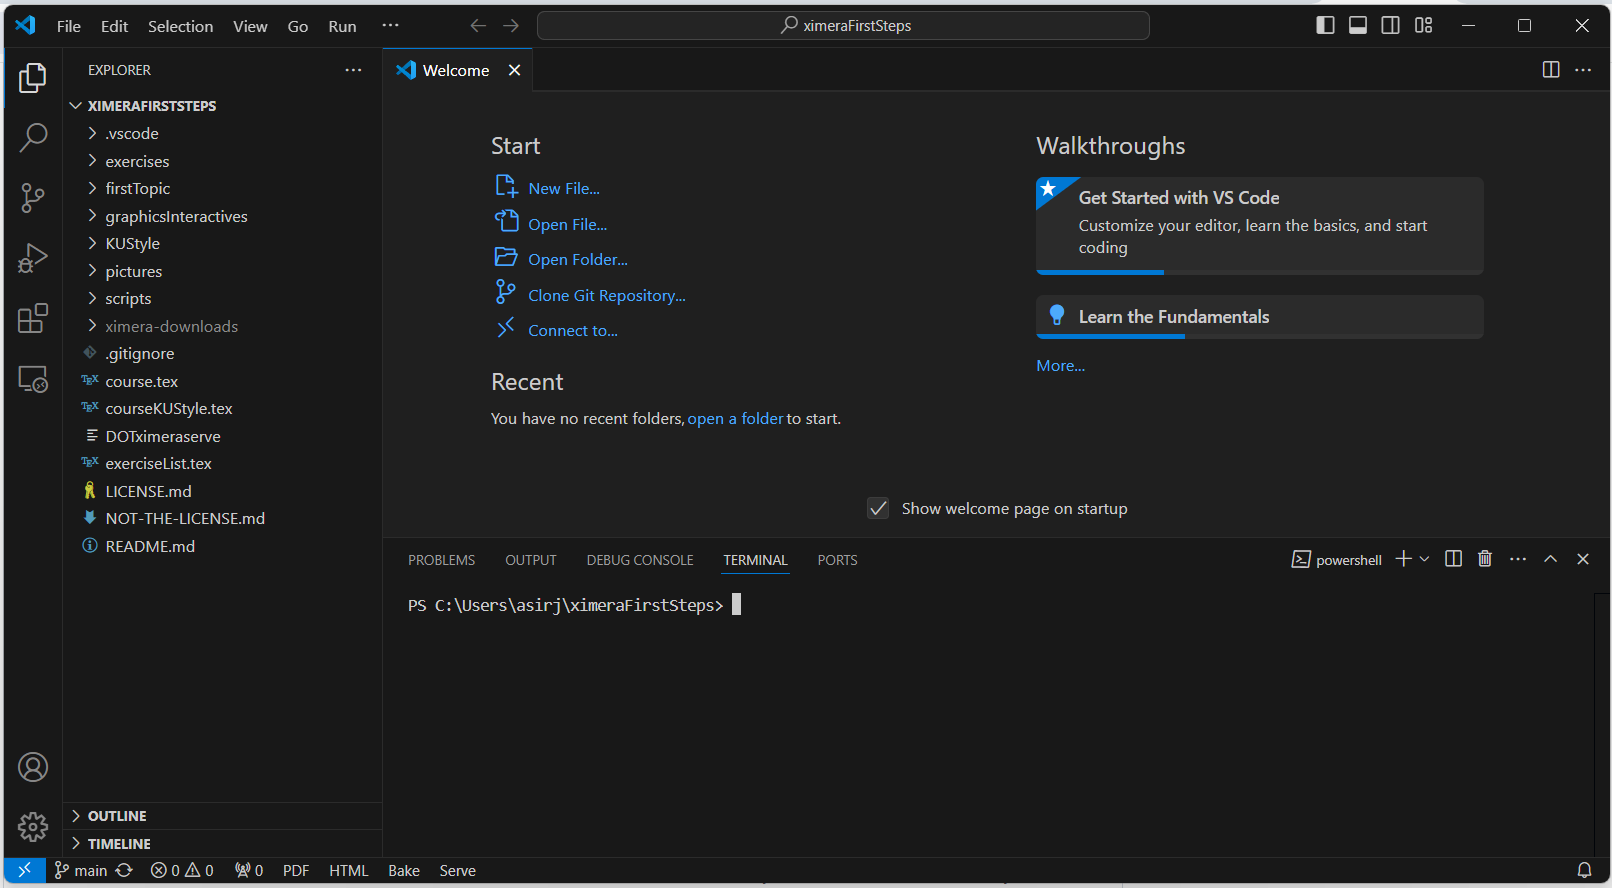 File Edit Selection View Go Run ···
ximeraFirstSteps
EXPLORER
XIMERAFIRSTSTEPS
.vscode
exercises
firstTopic
graphicsInteractives
KUStyle
pictures
scripts
ximera-downloads
.gitignore
course.tex
courseKUStyle.tex
DOTximeraserve
exerciseList.tex
LICENSE.md
NOT-THE-LICENSE.md
README.md
OUTLINE
TIMELINE
Welcome
Start
New File...
Open File...
Open Folder...
Clone Git Repository...
Connect to...
Recent
You have no recent folders, open a folder to start.
Walkthroughs
Get Started with VS Code
Customize your editor, learn the basics, and start
coding
Learn the Fundamentals
More...
Show welcome page on startup
PROBLEMS OUTPUT DEBUG CONSOLE TERMINAL PORTS
powershell
PS C:\Users\asirj\ximeraFirstSteps>
main 0 0 0 PDF HTML Bake Serve